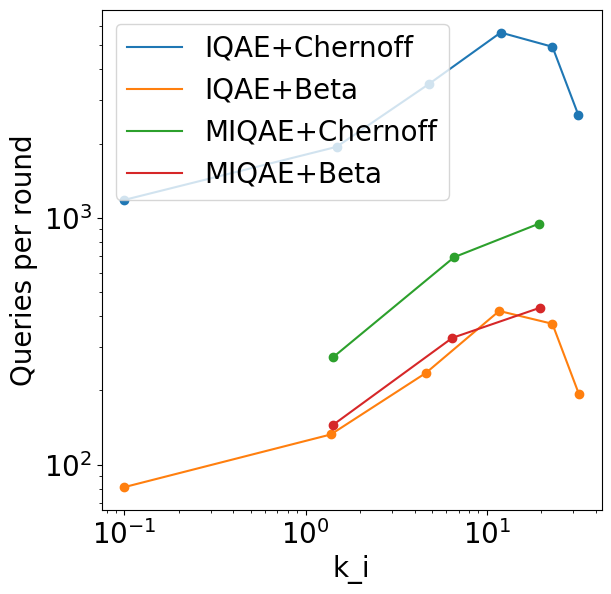 IQAE+Chernoff
IQAE+Beta
MIQAE+Chernoff
MIQAE+Beta
Queries per round
10³
10²
10⁻¹
10⁰
10¹
k_i